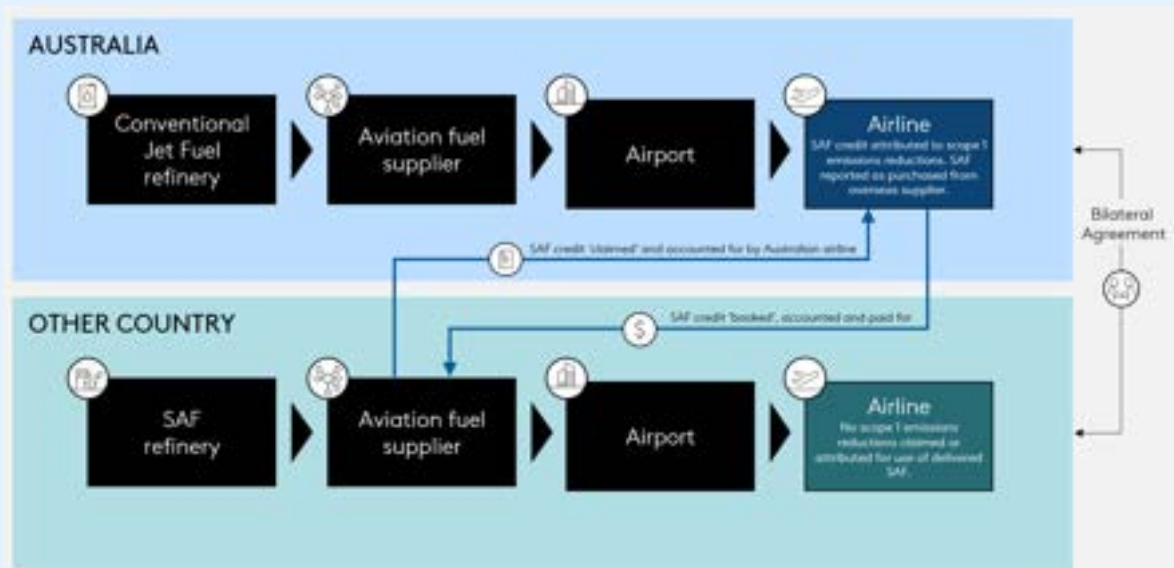 AUSTRALIA
Conventional
Jet Fuel
refinery
Aviation fuel
supplier
Airport
Airline
SAF credit attributed to scope 1
emissions reductions. SAF
reported as purchased from
overseas supplier.
Bilateral
Agreement
SAF credit 'claimed' and accounted for by Australian airline
OTHER COUNTRY
SAF credit 'booked', accounted and paid for
$
SAF
refinery
Aviation fuel
supplier
Airport
Airline
No scope 1 emissions
reductions claimed or
attributed for use of delivered
SAF.